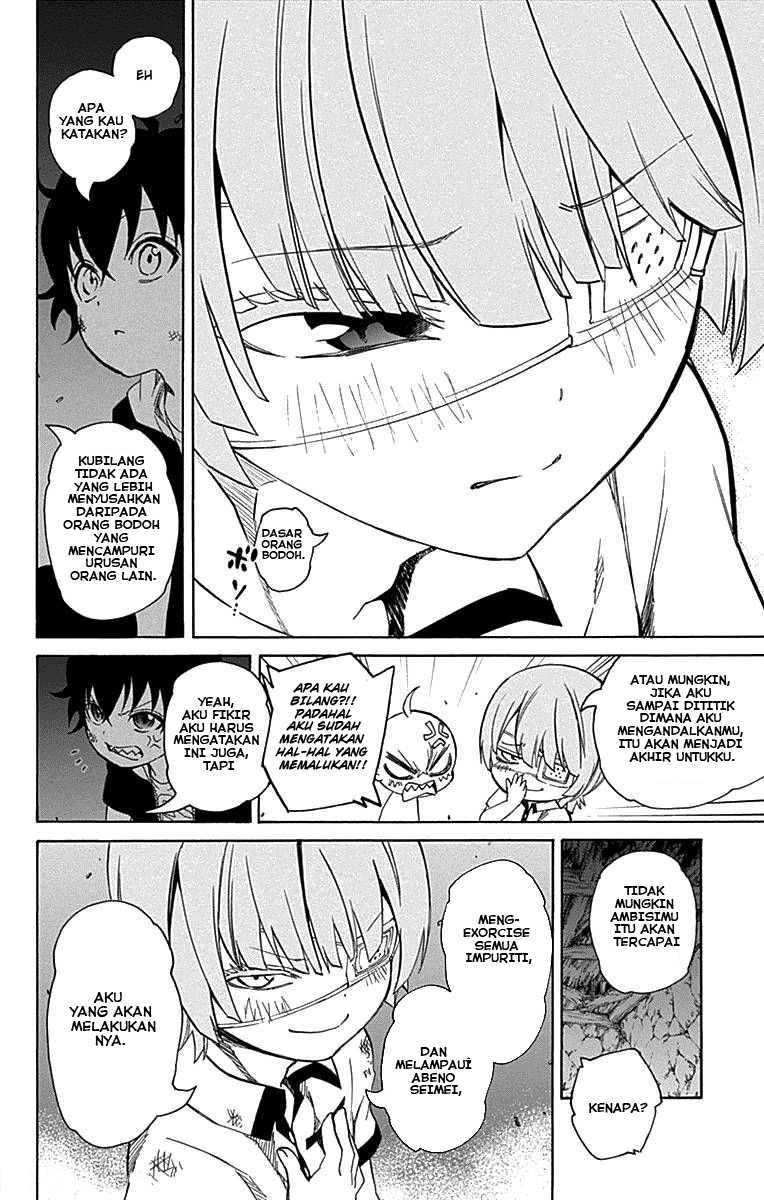 DASAR
ORANG
BODOH.
ボソッ
EH
APA
YANG KAU
KATAKAN?
KUBILANG
TIDAK ADA
YANG LEBIH
MENYUSAHKAN
DARIPADA
ORANG BODOH
YANG
MENCAMPURI
URUSAN
ORANG LAIN.
ATAU MUNGKIN,
JIKA AKU
SAMPAI DITITIK
DIMANA AKU
MENGANDALKANMU,
ITU AKAN MENJADI
AKHIR UNTUKKU.
APA KAU
BILANG?!!
PADAHAL
AKU SUDAH
MENGATAKAN
HAL-HAL YANG
MEMALUKAN!!
YEAH,
AKU FIKIR
AKU HARUS
MENGATAKAN
INI JUGA,
TAPI
TIDAK
MUNGKIN
AMBISIMU
ITU AKAN
TERCAPAI
KENAPA?
MENG-
EXORCISE
SEMUA
IMPURITI,
DAN
MELAMPAUI
ABENO
SEIMEI,
AKU
YANG AKAN
MELAKUKAN
NYA.